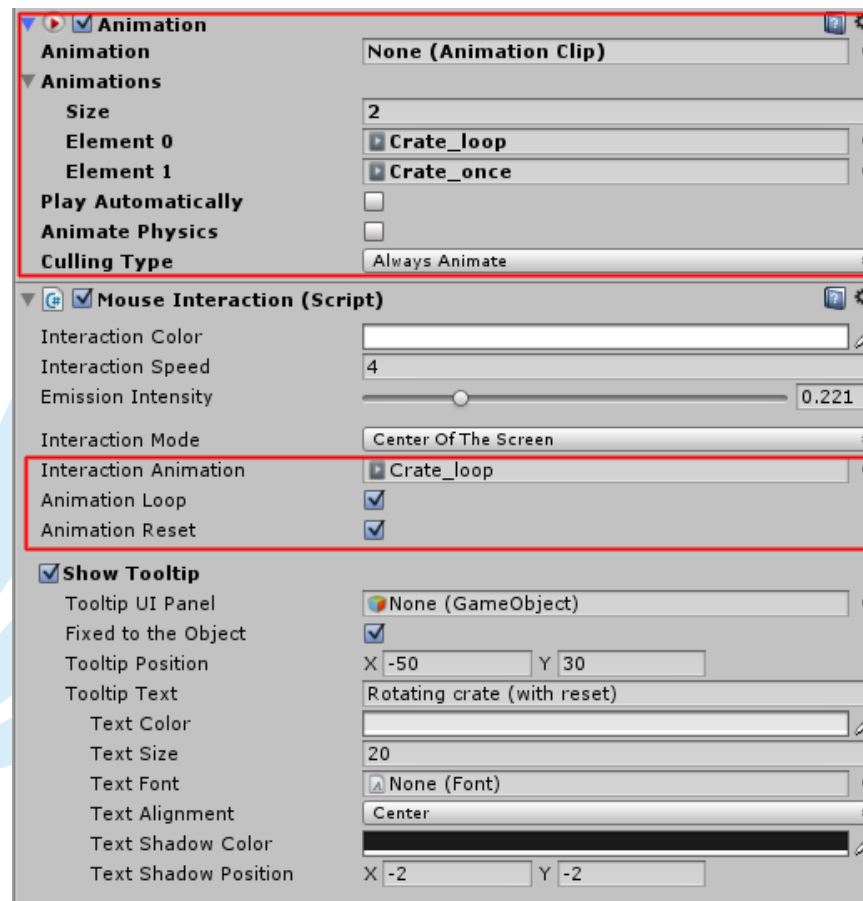 Animation
Animation None (Animation Clip)
Animations
Size 2
Element 0 Crate_loop
Element 1 Crate_once
Play Automatically
Animate Physics
Culling Type Always Animate
Mouse Interaction (Script)
Interaction Color
Interaction Speed 4
Emission Intensity 0.221
Interaction Mode Center Of The Screen
Interaction Animation Crate_loop
Animation Loop
Animation Reset
Show Tooltip
Tooltip UI Panel None (GameObject)
Fixed to the Object
Tooltip Position X -50 Y 30
Tooltip Text Rotating crate (with reset)
Text Color
Text Size 20
Text Font None (Font)
Text Alignment Center
Text Shadow Color
Text Shadow Position X -2 Y -2